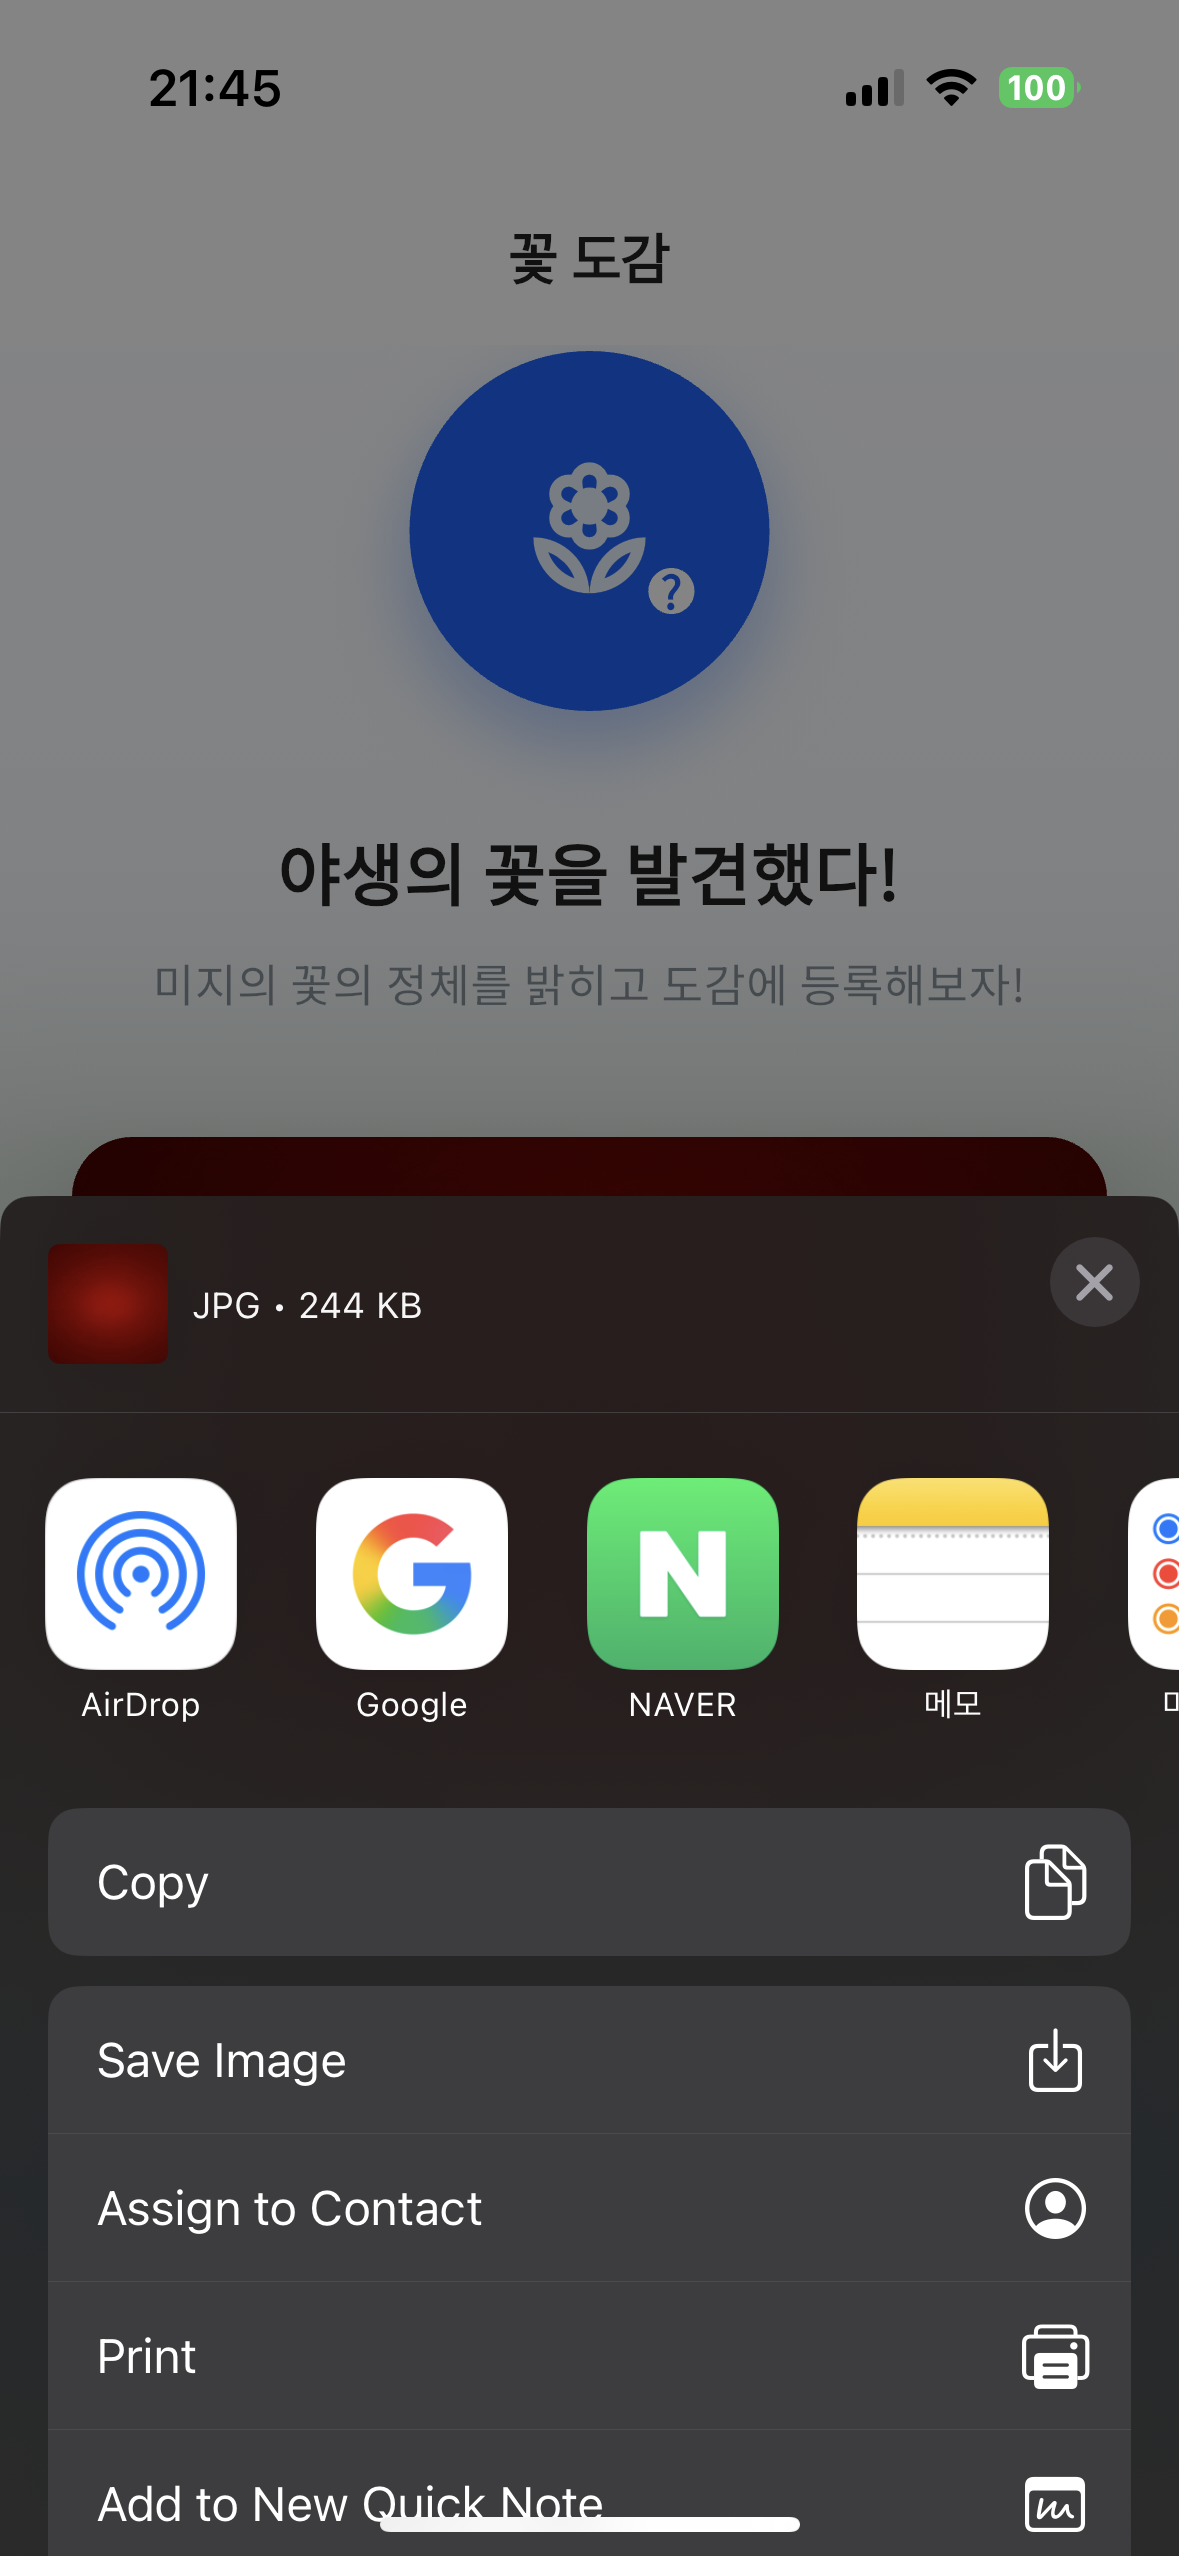 21:45
100
꽃 도감
?
야생의 꽃을 발견했다!
미지의 꽃의 정체를 밝히고 도감에 등록해보자!
JPG • 244 KB
AirDrop
Google
NAVER
메모
Copy
Save Image
Assign to Contact
Print
Add to New Quick Note